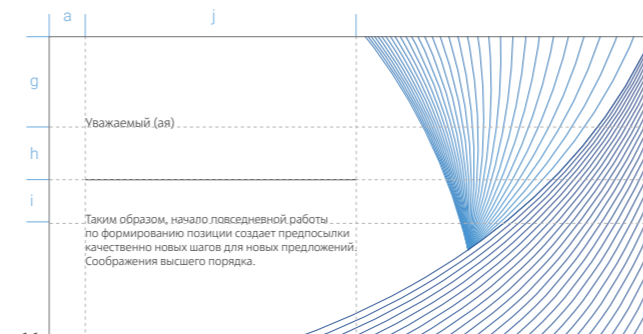 a j
g
Уважаемый (ая)
h
i
Таким образом, начало повседневной работы
по формированию позиции создает предпосылки
качественно новых шагов для новых предложений.
Соображения высшего порядка.